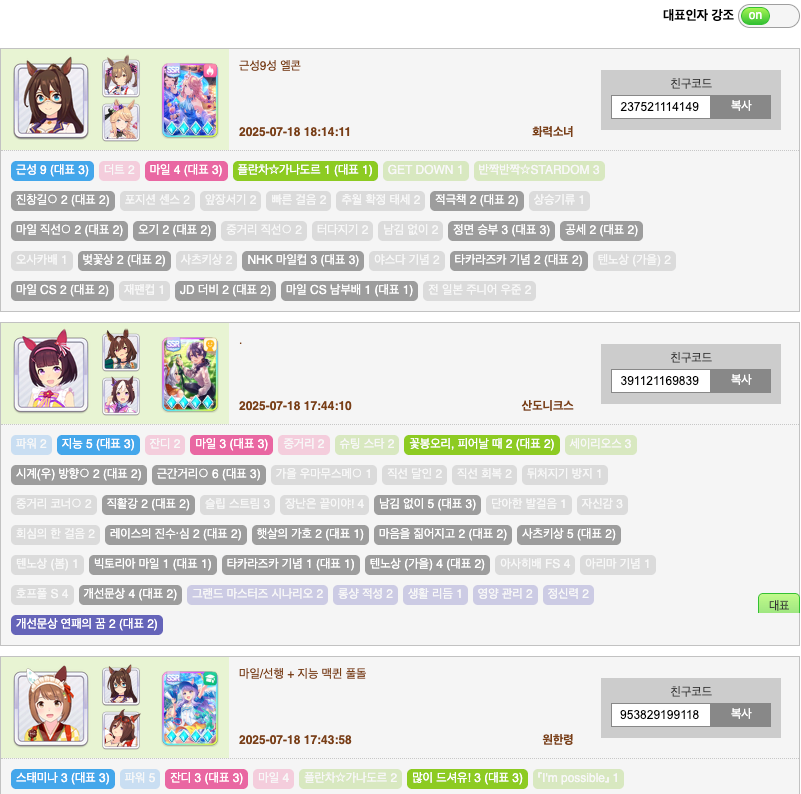 대표인자 강조 on
SSR
근성9성 엘콘
2025-07-18 18:14:11 화력소녀
친구코드
237521114149 복사
근성 9 (대표 3) 더트 2 마일 4 (대표 3) 플란차☆가나도르 1 (대표 1) GET DOWN 1 반짝반짝☆STARDOM 3
진창길○ 2 (대표 2) 포지션 센스 2 앞장서기 2 빠른 걸음 2 추월 확정 태세 2 적극책 2 (대표 2) 상승기류 1
마일 직선○ 2 (대표 2) 오기 2 (대표 2) 중거리 직선○ 2 터다지기 2 남김 없이 2 정면 승부 3 (대표 3) 공세 2 (대표 2)
오사카배 1 벚꽃상 2 (대표 2) 사츠키상 2 NHK 마일컵 3 (대표 3) 야스다 기념 2 타카라즈카 기념 2 (대표 2) 텐노상 (가을) 2
마일 CS 2 (대표 2) 재팬컵 1 JD 더비 2 (대표 2) 마일 CS 남부배 1 (대표 1) 전 일본 주니어 우준 2
SSR
.
2025-07-18 17:44:10 산도니크스
친구코드
391121169839 복사
파워 2 지능 5 (대표 3) 잔디 2 마일 3 (대표 3) 중거리 2 슈팅 스타 2 꽃봉오리, 피어날 때 2 (대표 2) 세이리오스 3
시계(우) 방향○ 2 (대표 2) 근간거리○ 6 (대표 3) 가을 우마무스메○ 1 직선 달인 2 직선 회복 2 뒤처지기 방지 1
중거리 코너○ 2 직활강 2 (대표 2) 슬립 스트림 3 장난은 끝이야! 4 남김 없이 5 (대표 3) 단아한 발걸음 1 자신감 3
회심의 한 걸음 2 레이스의 진수·심 2 (대표 2) 햇살의 가호 2 (대표 1) 마음을 짊어지고 2 (대표 2) 사츠키상 5 (대표 2)
텐노상 (봄) 1 빅토리아 마일 1 (대표 1) 타카라즈카 기념 1 (대표 1) 텐노상 (가을) 4 (대표 2) 아사히배 FS 4 아리마 기념 1
호프풀 S 4 개선문상 4 (대표 2) 그랜드 마스터즈 시나리오 2 롱샹 적성 2 생활 리듬 1 영양 관리 2 정신력 2
대표
개선문상 연패의 꿈 2 (대표 2)
SSR
마일/선행 + 지능 맥퀸 풀돌
2025-07-18 17:43:58 원한령
친구코드
953829199118 복사
스태미나 3 (대표 3) 파워 5 잔디 3 (대표 3) 마일 4 플란차☆가나도르 2 많이 드셔유! 3 (대표 3) 『I'm possible』 1